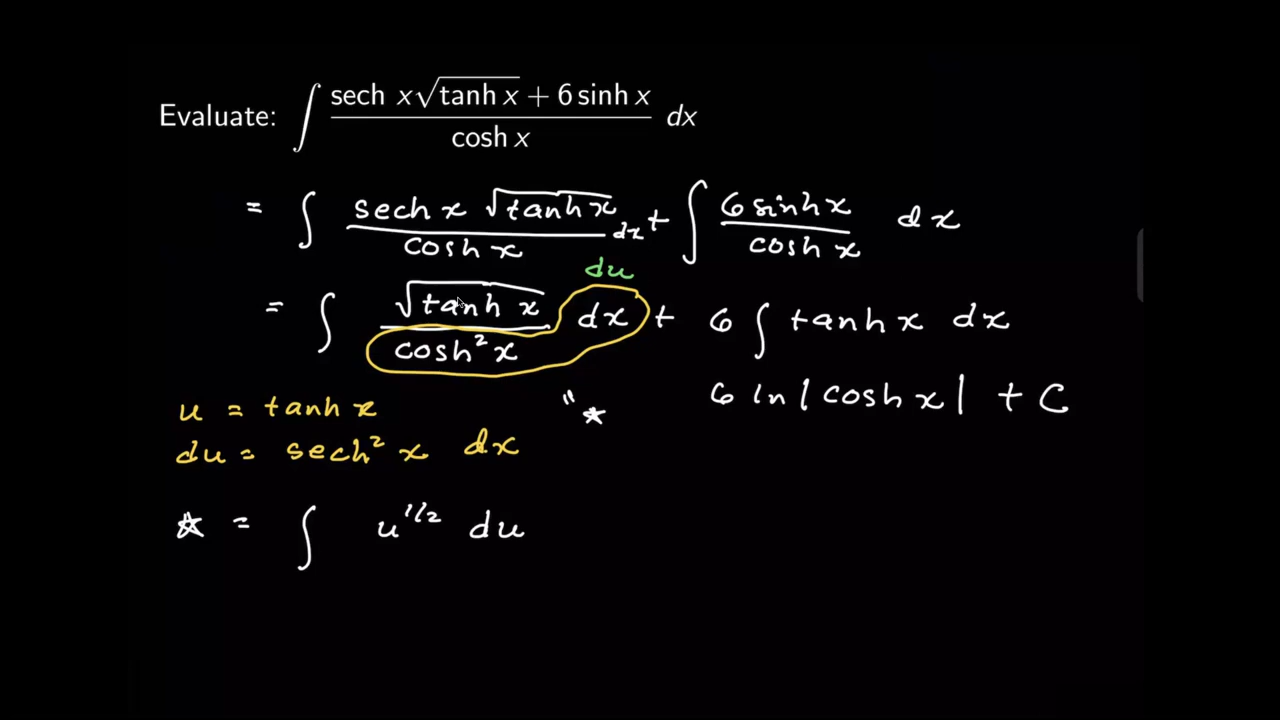 Evaluate: ∫ (sech x√(tanh x) + 6 sinh x)/(cosh x) dx
= ∫ (sech x √(tanh x))/(cosh x) dx + ∫ (6 sinh x)/(cosh x) dx
du
= ∫ (√(tanh x))/(cosh² x) dx + 6 ∫ tanh x dx
" ☆ 6 ln|cosh x| + C
u = tanh x
du = sech² x dx
☆ = ∫ u^(1/2) du